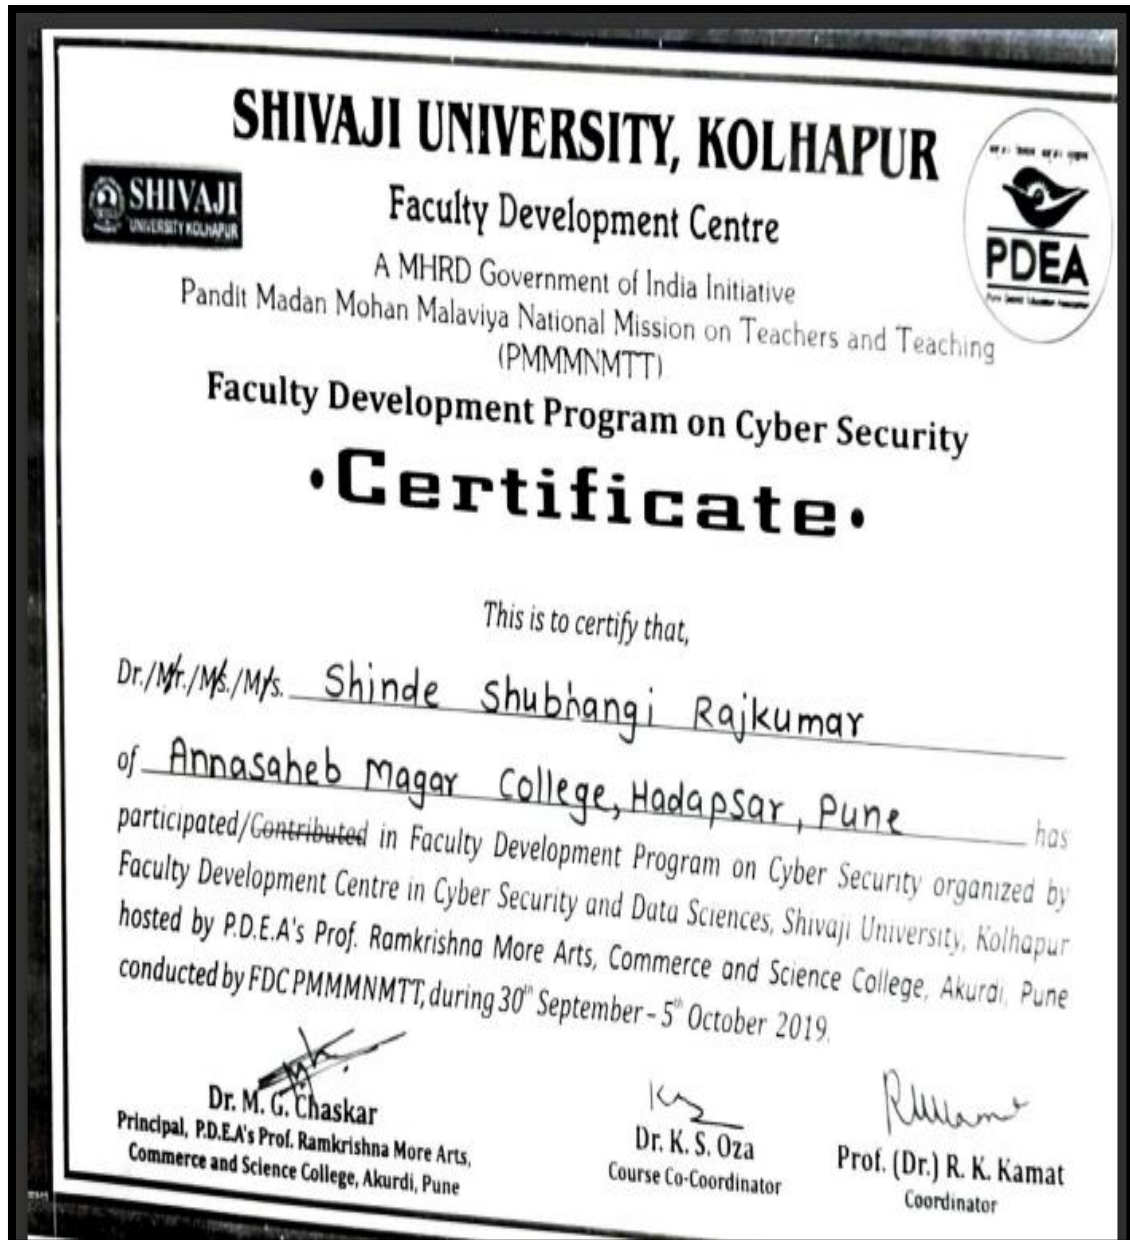 SHIVAJI UNIVERSITY, KOLHAPUR
SHIVAJI
UNIVERSITY KOLHAPUR
Faculty Development Centre
PDEA
Pune District Education Association
A MHRD Government of India Initiative
Pandit Madan Mohan Malaviya National Mission on Teachers and Teaching
(PMMMNMTT)
Faculty Development Program on Cyber Security
•Certificate•
This is to certify that,
Dr./Mr./Ms./Mrs. Shinde Shubhangi Rajkumar
of Annasaheb Magar College, Hadapsar, Pune has
participated/Contributed in Faculty Development Program on Cyber Security organized by
Faculty Development Centre in Cyber Security and Data Sciences, Shivaji University, Kolhapur
hosted by P.D.E.A's Prof. Ramkrishna More Arts, Commerce and Science College, Akurdi, Pune
conducted by FDC PMMMNMTT, during 30th September – 5th October 2019.
Dr. M. G. Chaskar
Principal, P.D.E.A's Prof. Ramkrishna More Arts,
Commerce and Science College, Akurdi, Pune
Dr. K. S. Oza
Course Co-Coordinator
Prof. (Dr.) R. K. Kamat
Coordinator